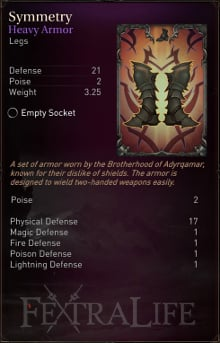 Symmetry
Heavy Armor
Legs
Defense 21
Poise 2
Weight 3.25
Empty Socket
A set of armor worn by the Brotherhood of Adyrqamar,
known for their dislike of shields. The armor is
designed to wield two-handed weapons easily.
Poise 2
Physical Defense 17
Magic Defense 1
Fire Defense 1
Poison Defense 1
Lightning Defense 1
FEXTRALIFE